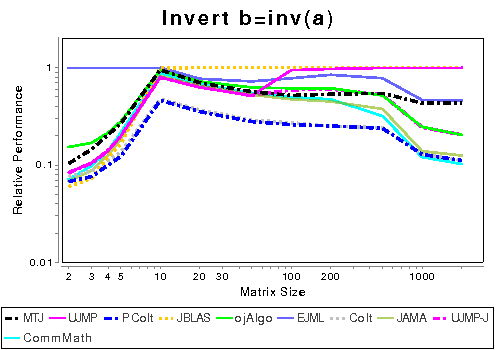 Invert b=inv(a)
Relative Performance
1
0.1
0.01
2 3 4 5 10 20 30 100 200 1000
Matrix Size
MTJ UJMP PColt JBLAS ojAlgo EJML Colt JAMA UJMP-J
CommMath